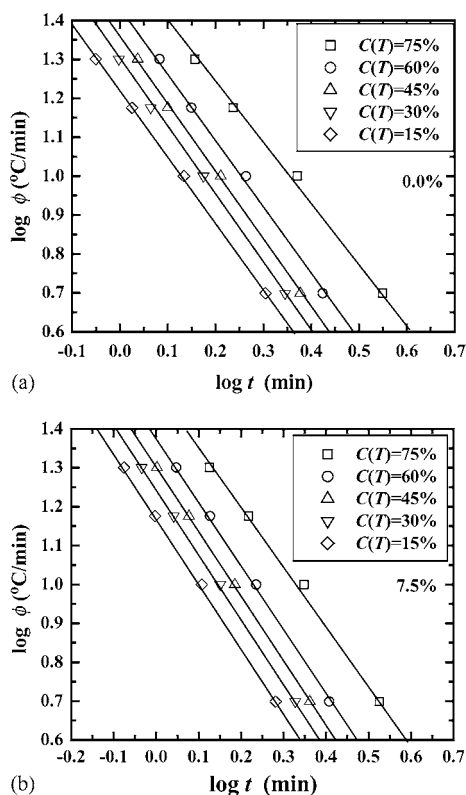 1.4
1.3
1.2
1.1
1.0
0.9
0.8
0.7
0.6
log ϕ (°C/min)
C(T)=75%
C(T)=60%
C(T)=45%
C(T)=30%
C(T)=15%
0.0%
-0.1 0.0 0.1 0.2 0.3 0.4 0.5 0.6 0.7
(a) log t (min)
1.4
1.3
1.2
1.1
1.0
0.9
0.8
0.7
0.6
log ϕ (°C/min)
C(T)=75%
C(T)=60%
C(T)=45%
C(T)=30%
C(T)=15%
7.5%
-0.2 -0.1 0.0 0.1 0.2 0.3 0.4 0.5 0.6 0.7
(b) log t (min)